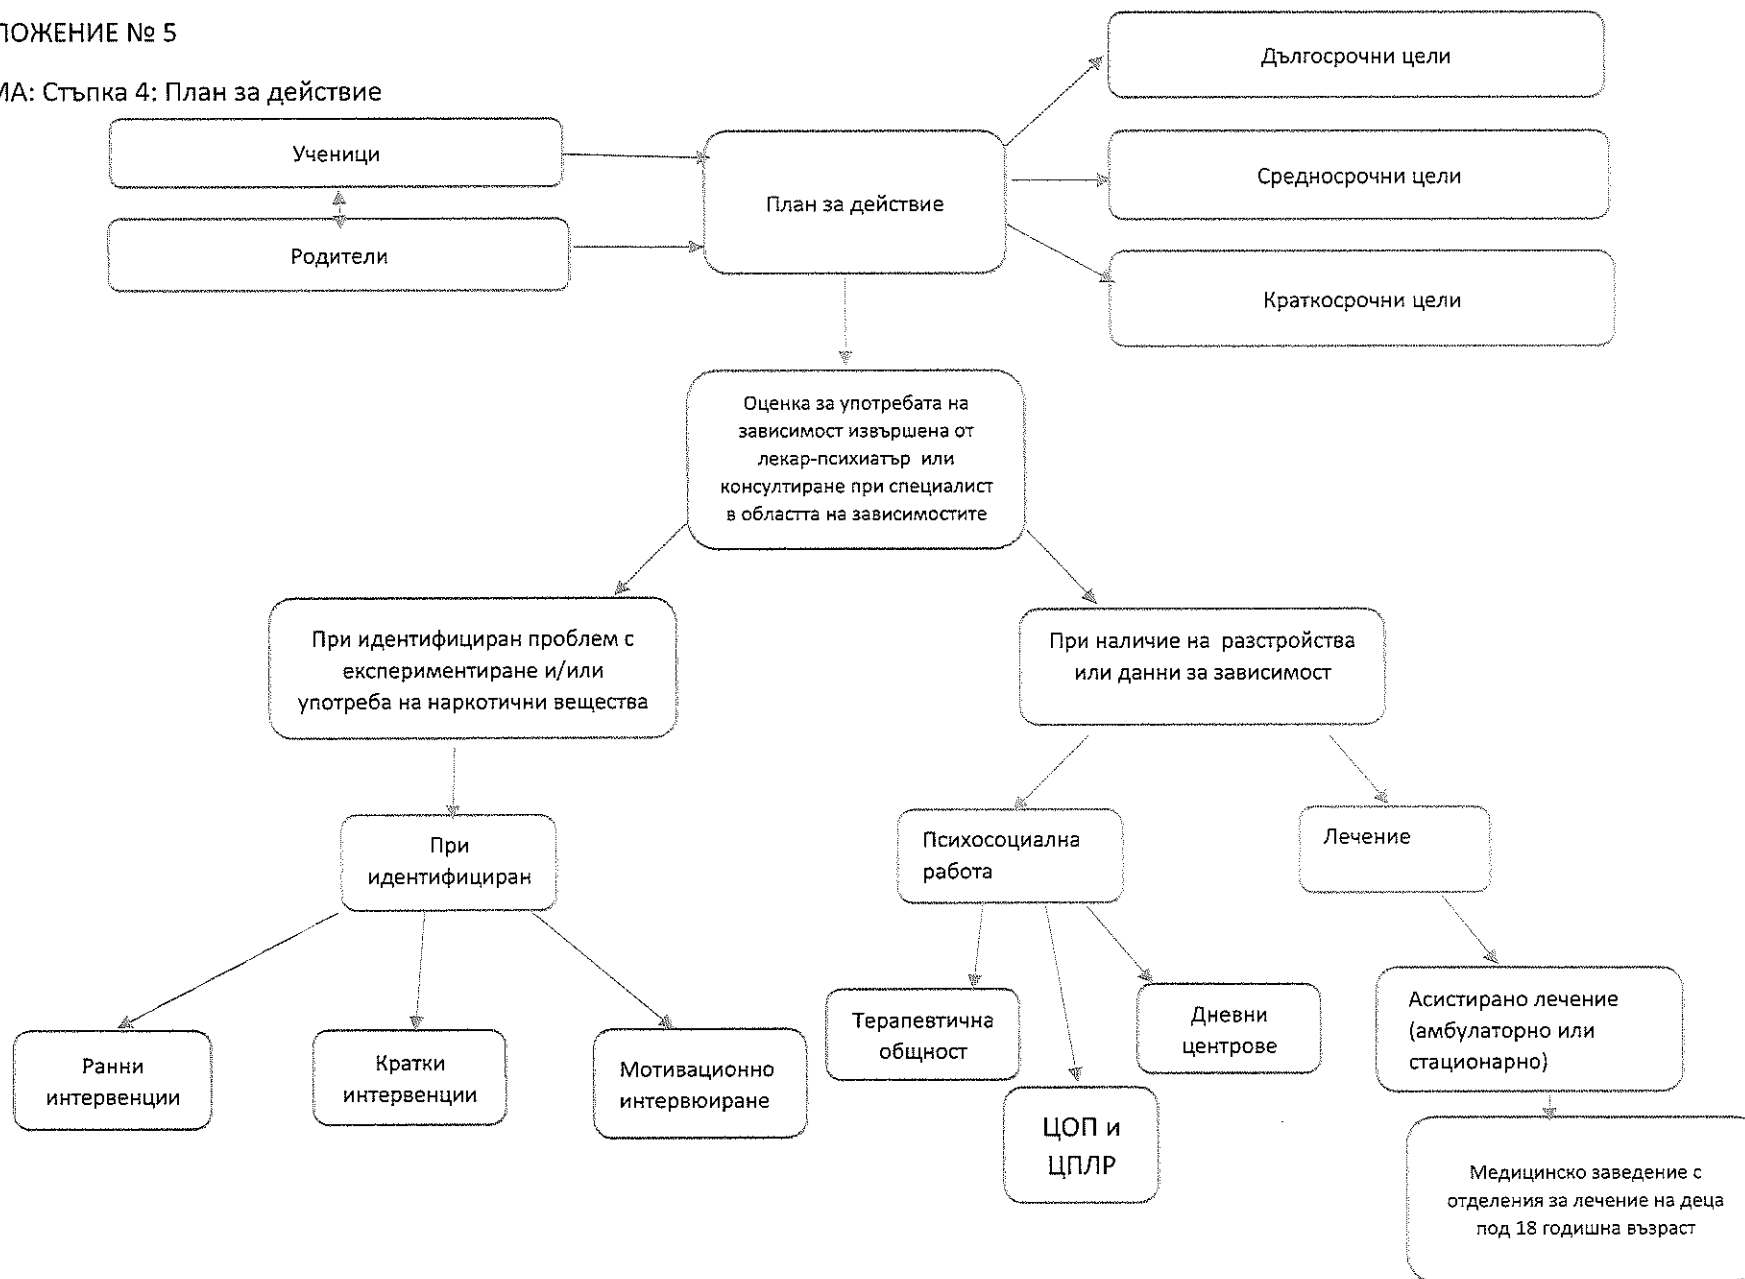 ЛОЖЕНИЕ № 5
МА: Стъпка 4: План за действие
Дългосрочни цели
Ученици
План за действие
Средносрочни цели
Родители
Краткосрочни цели
Оценка за употребата на
зависимост извършена от
лекар-психиатър или
консултиране при специалист
в областта на зависимостите
При идентифициран проблем с
експериментиране и/или
употреба на наркотични вещества
При наличие на разстройства
или данни за зависимост
При
идентифициран
Психосоциална
работа
Лечение
Ранни
интервенции
Кратки
интервенции
Мотивационно
интервюиране
Терапевтична
общност
ЦОП и
ЦПЛР
Дневни
центрове
Асистирано лечение
(амбулаторно или
стационарно)
Медицинско заведение с
отделения за лечение на деца
под 18 годишна възраст